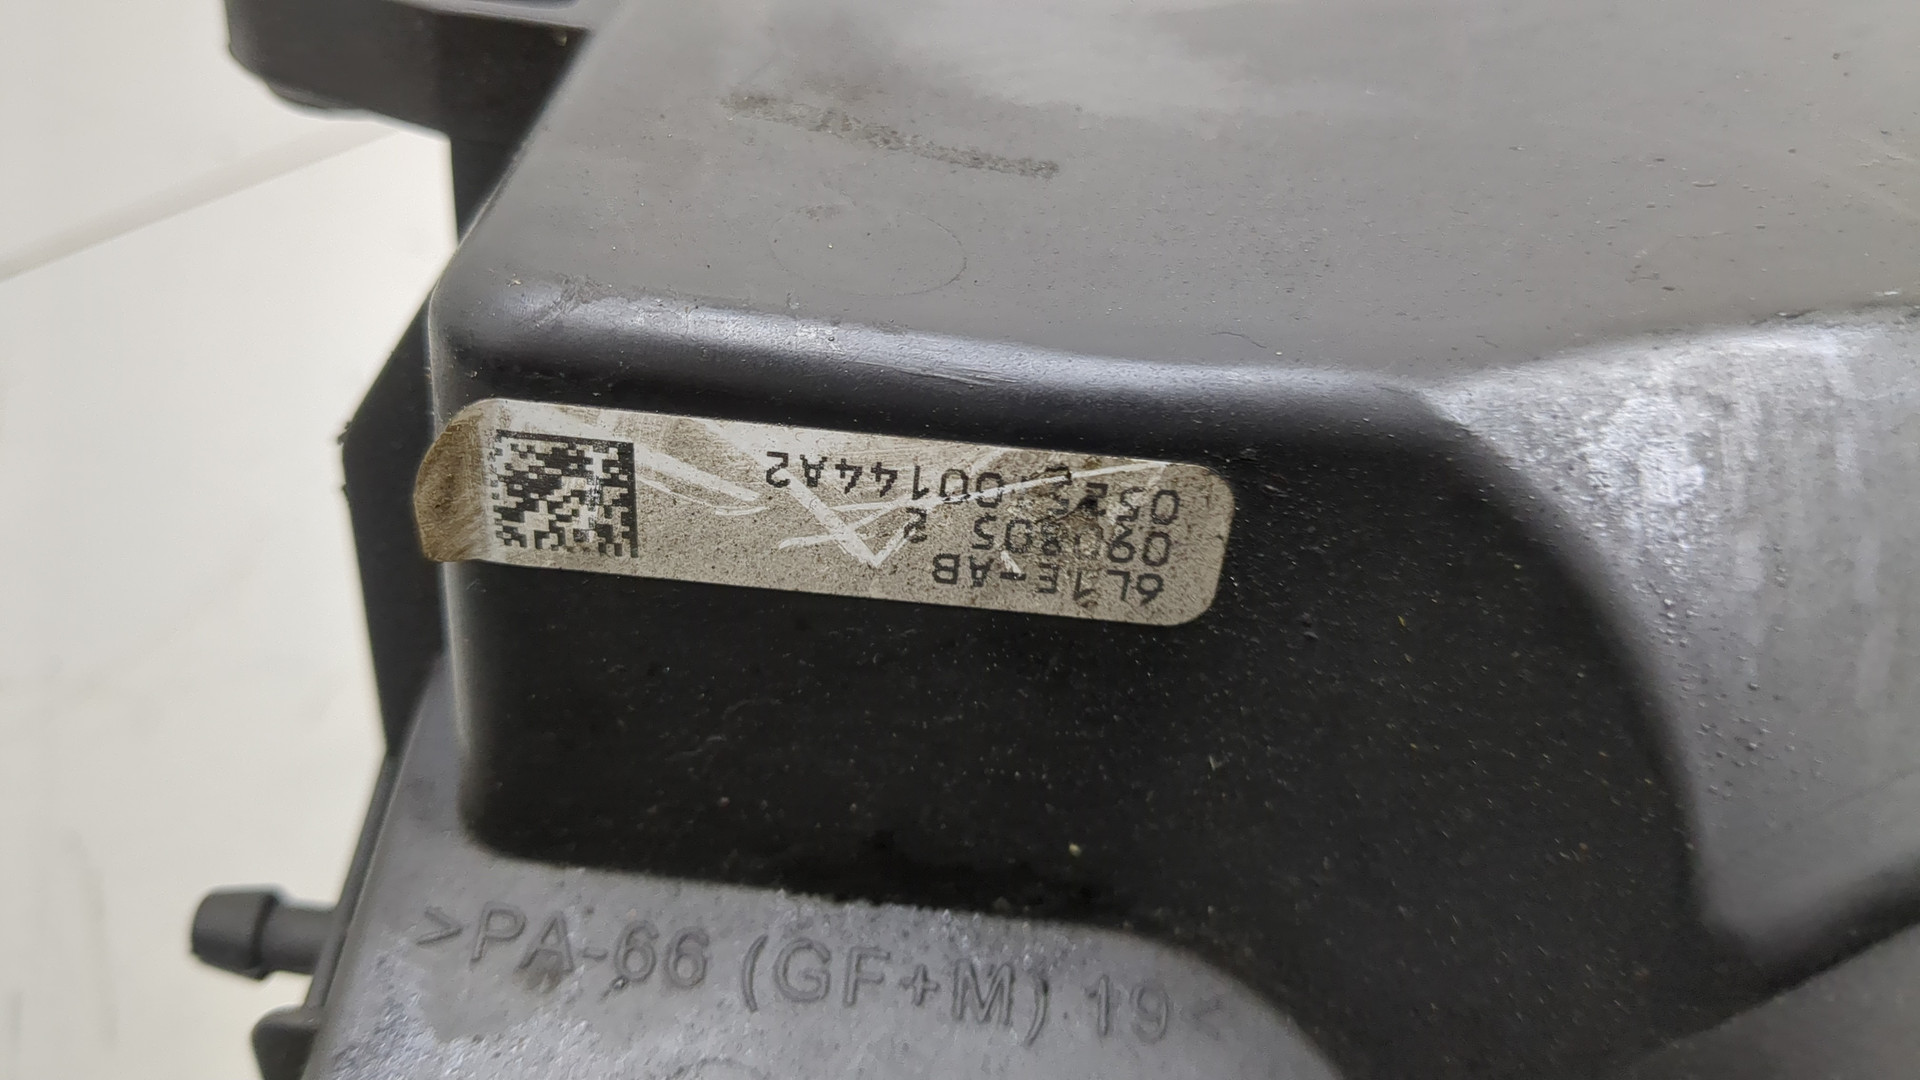 6L1E-AB
090805 2
00144A2
>PA-66 (GF+M) 19<